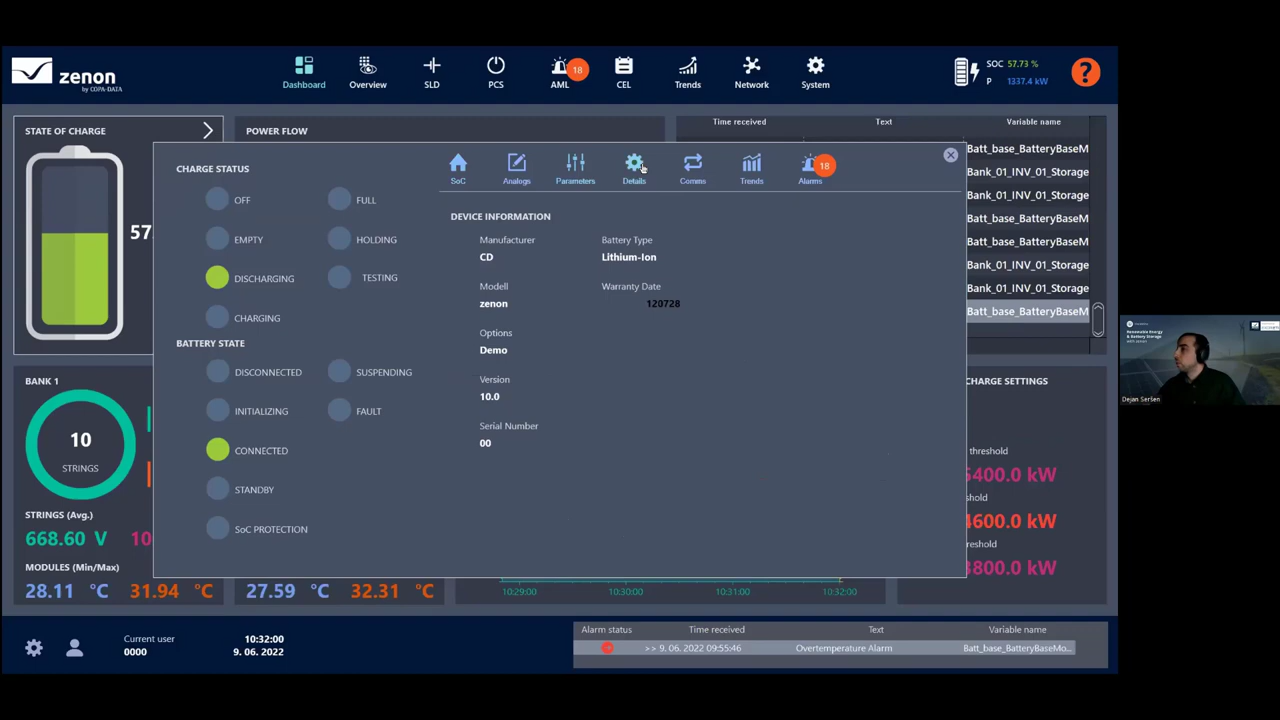 zenon
by COPA-DATA
Dashboard
Overview
SLD
PCS
AML
18
CEL
Trends
Network
System
SOC 57.73 %
P 1337.4 kW
?
STATE OF CHARGE
POWER FLOW
Time received Text Variable name
Batt_base_BatteryBaseM
Bank_01_INV_01_Storage
Bank_01_INV_01_Storage
Batt_base_BatteryBaseM
Batt_base_BatteryBaseM
Bank_01_INV_01_Storage
Bank_01_INV_01_Storage
Batt_base_BatteryBaseM
57.
CHARGE STATUS
OFF
FULL
EMPTY
HOLDING
DISCHARGING
TESTING
CHARGING
BATTERY STATE
DISCONNECTED
SUSPENDING
INITIALIZING
FAULT
CONNECTED
STANDBY
SoC PROTECTION
SoC
Analogs
Parameters
Details
Comms
Trends
Alarms
18
DEVICE INFORMATION
Manufacturer
CD
Battery Type
Lithium-Ion
Modell
zenon
Warranty Date
120728
Options
Demo
Version
10.0
Serial Number
00
BANK 1
10
STRINGS
STRINGS (Avg.)
668.60 V 10
MODULES (Min/Max)
28.11 °C 31.94 °C
27.59 °C 32.31 °C
10:29:00 10:30:00 10:31:00 10:32:00
CHARGE SETTINGS
threshold
5400.0 kW
shold
4600.0 kW
threshold
3800.0 kW
Current user
0000
10:32:00
9. 06. 2022
Alarm status Time received Text Variable name
>> 9. 06. 2022 09:55:46 Overtemperature Alarm Batt_base_BatteryBaseMo...
Renewable Energy
& Battery Storage
with zenon
Dejan Seršen